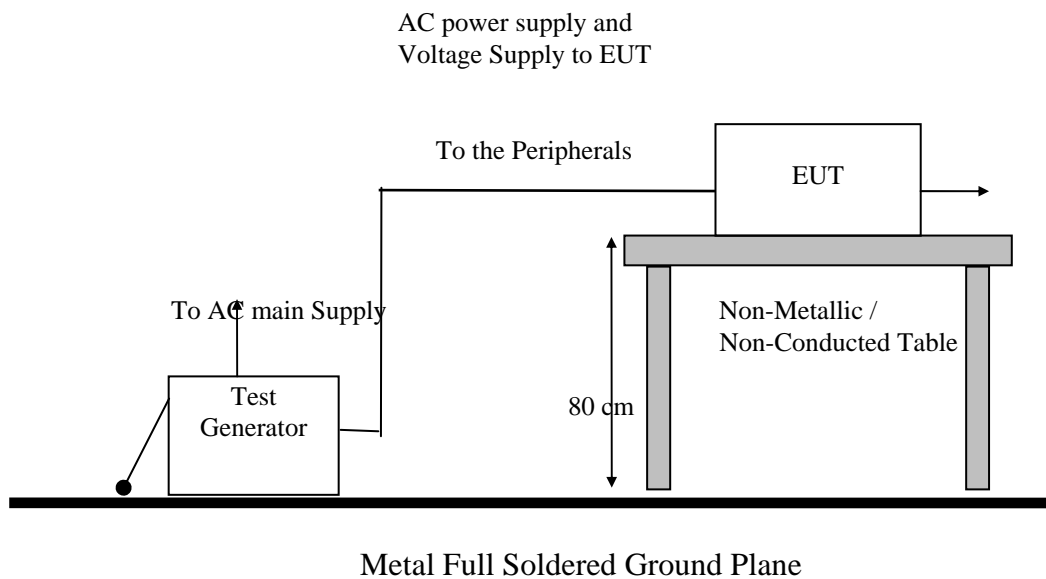 AC power supply and
Voltage Supply to EUT
To the Peripherals
EUT
To AC main Supply
Non-Metallic /
Non-Conducted Table
Test
Generator
80 cm
Metal Full Soldered Ground Plane